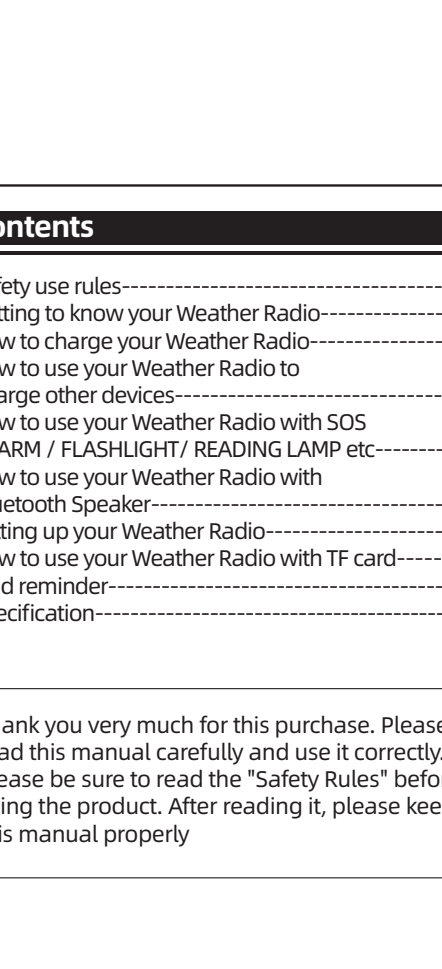 ontents
fety use rules------------------------------------
tting to know your Weather Radio--------------
w to charge your Weather Radio---------------
w to use your Weather Radio to
arge other devices------------------------------
w to use your Weather Radio with SOS
ARM / FLASHLIGHT/ READING LAMP etc--------
w to use your Weather Radio with
uetooth Speaker---------------------------------
tting up your Weather Radio--------------------
w to use your Weather Radio with TF card-----
d reminder--------------------------------------
ecification---------------------------------------
ank you very much for this purchase. Please
ad this manual carefully and use it correctly.
ease be sure to read the "Safety Rules" befor
ing the product. After reading it, please kee
is manual properly